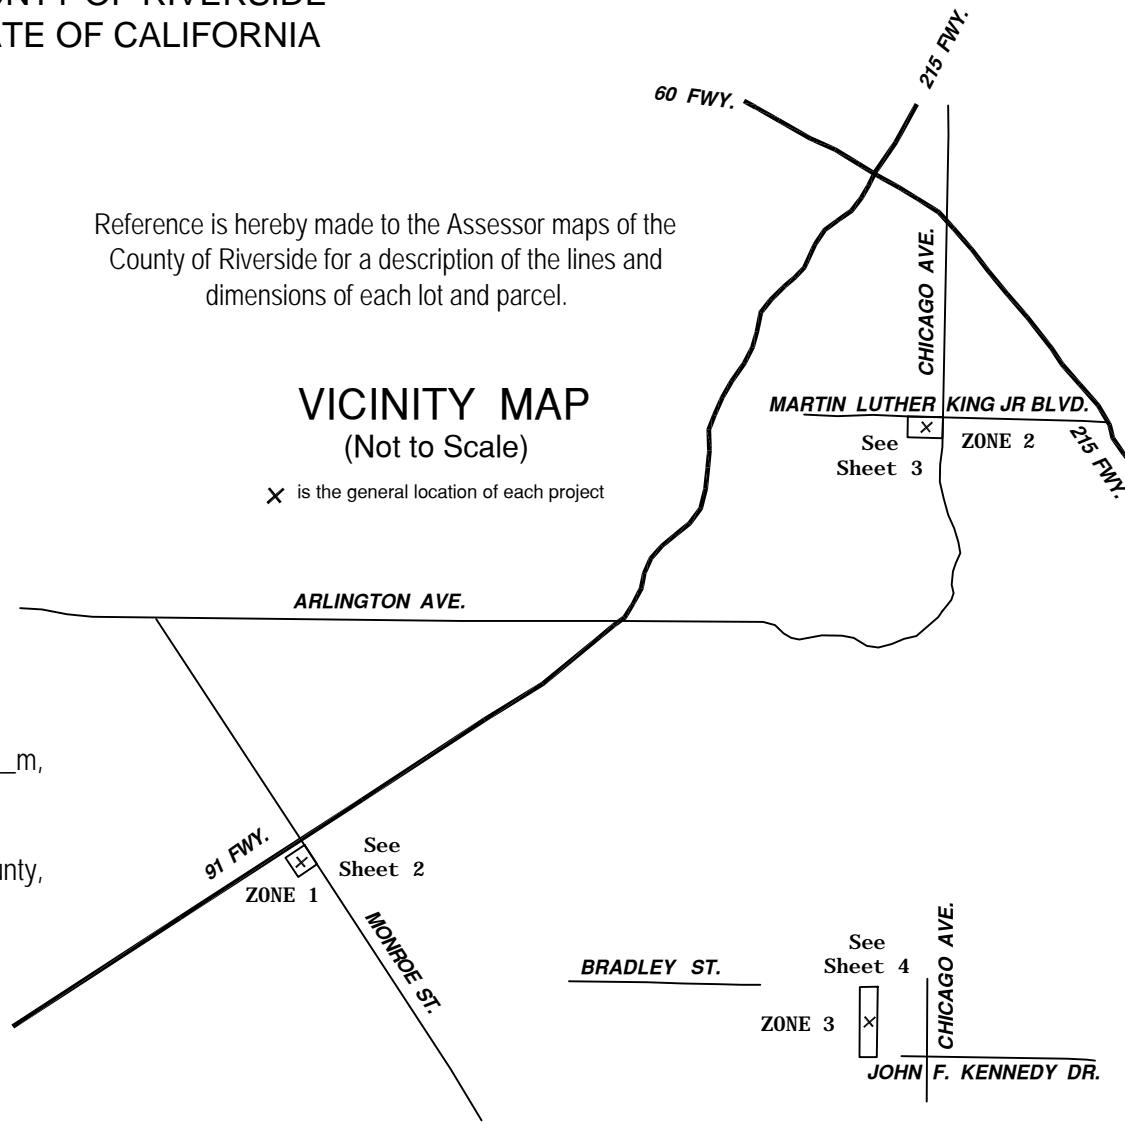 UNTY OF RIVERSIDE
ATE OF CALIFORNIA
215 FWY.
60 FWY.
Reference is hereby made to the Assessor maps of the
County of Riverside for a description of the lines and
dimensions of each lot and parcel.
CHICAGO AVE.
VICINITY MAP
(Not to Scale)
× is the general location of each project
MARTIN LUTHER KING JR BLVD.
See
Sheet 3
ZONE 2
215 FWY.
ARLINGTON AVE.
_m,
unty,
91 FWY.
See
Sheet 2
ZONE 1
MONROE ST.
BRADLEY ST.
See
Sheet 4
ZONE 3
CHICAGO AVE.
JOHN F. KENNEDY DR.